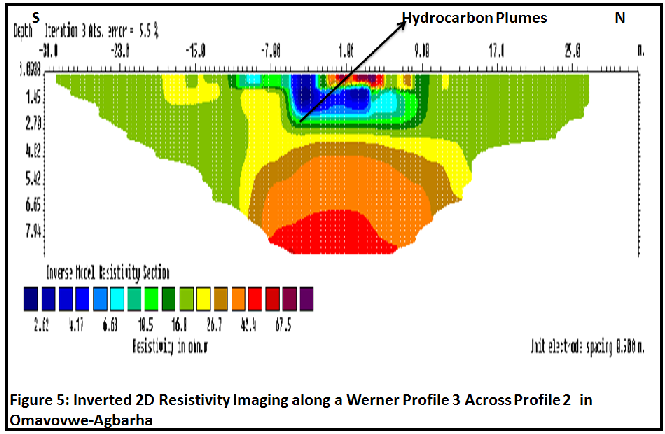 S Hydrocarbon Plumes N
Depth Iteration 3 Abs. error = 5.5 %
-31.0 -23.0 -15.0 -7.00 1.00 9.00 17.0 25.0 m.
1.45
2.78
4.02
5.42
6.65
7.94
Inverse Model Resistivity Section
2.62 4.17 6.63 10.5 16.8 26.7 42.4 67.5
Resistivity in ohm.m
Unit electrode spacing 0.500 m.
Figure 5: Inverted 2D Resistivity Imaging along a Werner Profile 3 Across Profile 2 in
Omavovwe-Agbarha